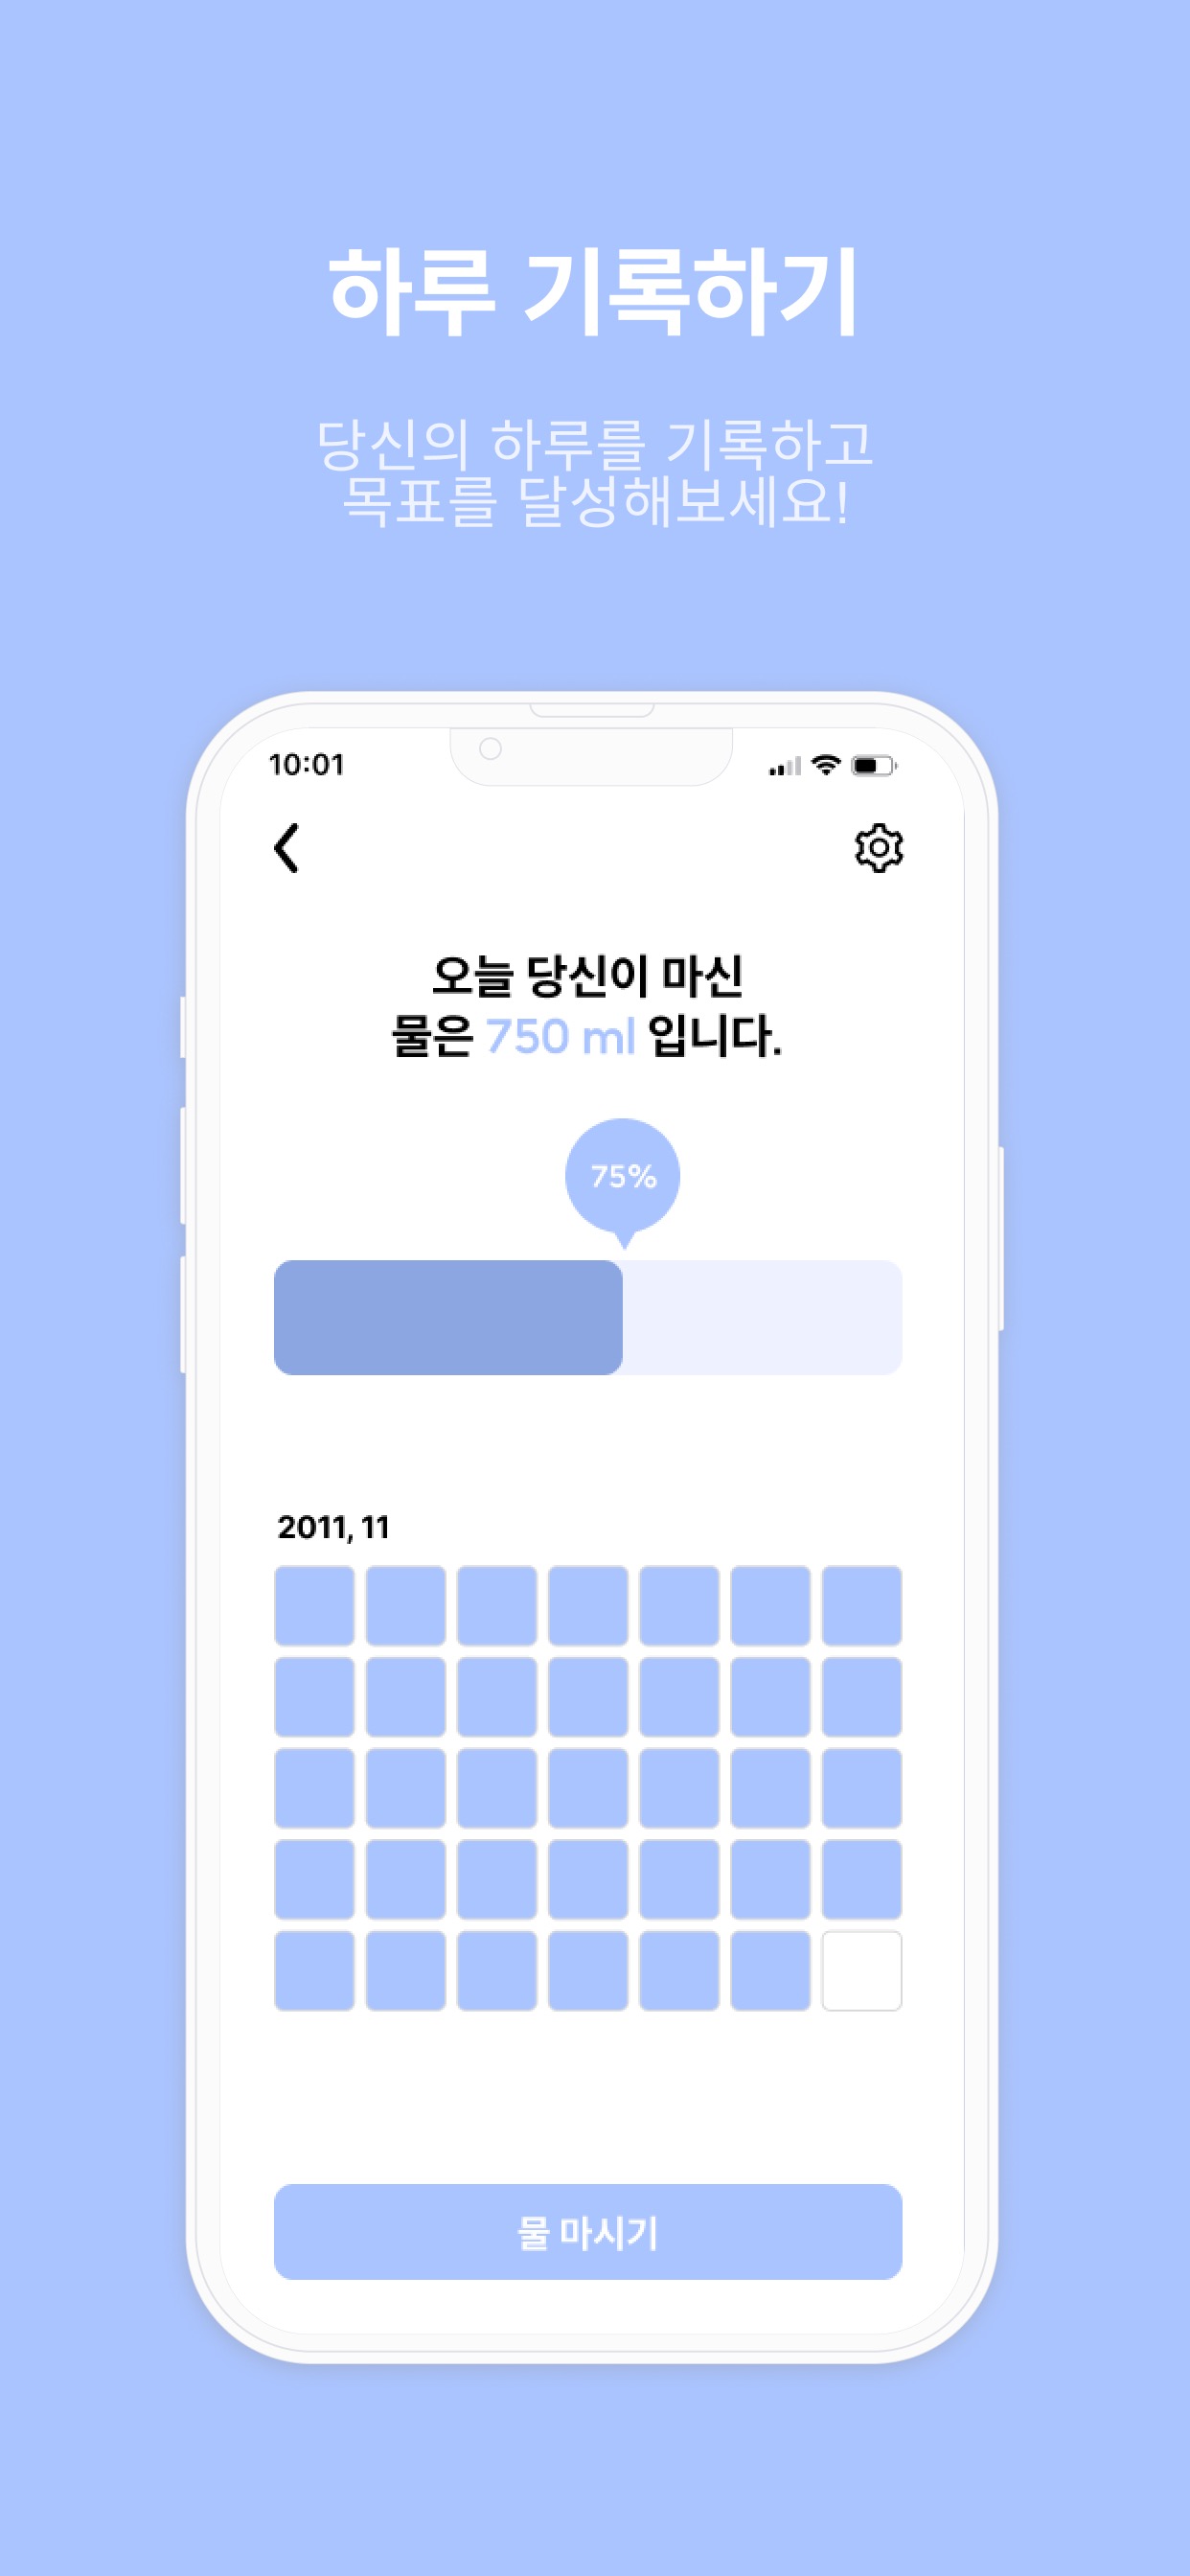 하루 기록하기
당신의 하루를 기록하고
목표를 달성해보세요!
10:01
오늘 당신이 마신
물은 750 ml 입니다.
75%
2011, 11
물 마시기